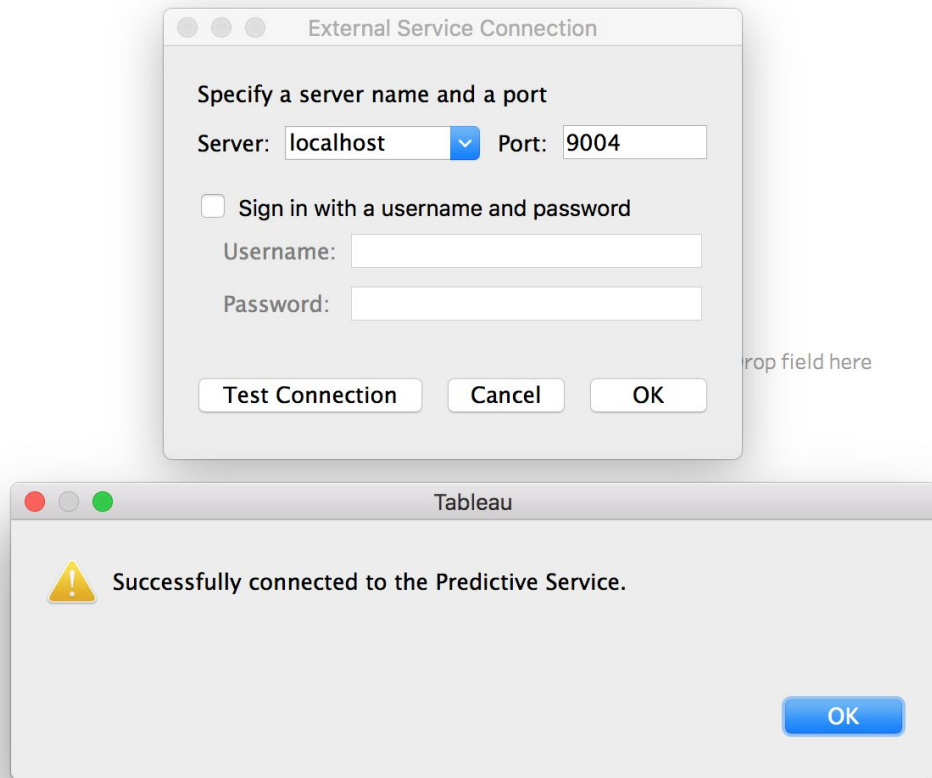 External Service Connection
Specify a server name and a port
Server: localhost Port: 9004
Sign in with a username and password
Username:
Password:
rop field here
Test Connection Cancel OK
Tableau
Successfully connected to the Predictive Service.
OK